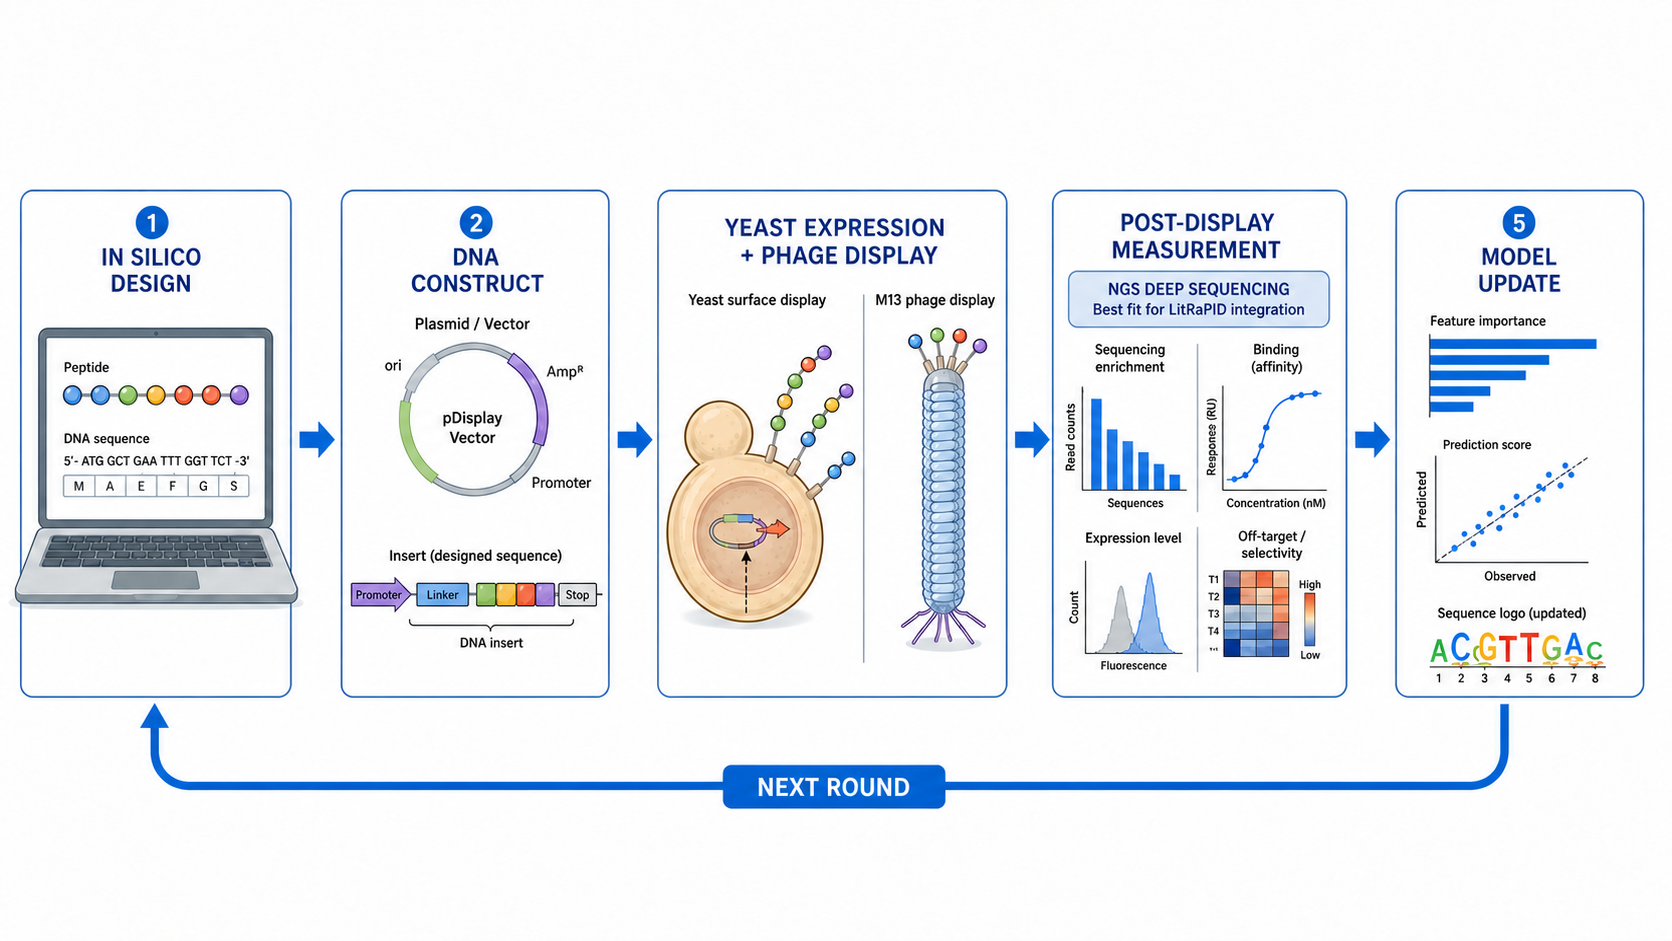 1
IN SILICO
DESIGN
Peptide
DNA sequence
5'- ATG GCT GAA TTT GGT TCT -3'
M A E F G S
2
DNA
CONSTRUCT
Plasmid / Vector
ori
Ampᴿ
pDisplay
Vector
Promoter
Insert (designed sequence)
Promoter Linker Stop
DNA insert
YEAST EXPRESSION
+ PHAGE DISPLAY
Yeast surface display
M13 phage display
POST-DISPLAY
MEASUREMENT
NGS DEEP SEQUENCING
Best fit for LitRaPID integration
Sequencing
enrichment
Read counts
Sequences
Binding
(affinity)
Respones (RU)
Concentration (nM)
Expression level
Count
Fluorescence
Off-target /
selectivity
T1
T2
T3
T4
High
Low
5
MODEL
UPDATE
Feature importance
Prediction score
Predicted
Observed
Sequence logo (updated)
ACGTTGAC
1 2 3 4 5 6 7 8
NEXT ROUND